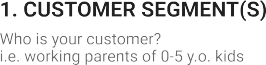 1. CUSTOMER SEGMENT(S)
Who is your customer?
i.e. working parents of 0-5 y.o. kids